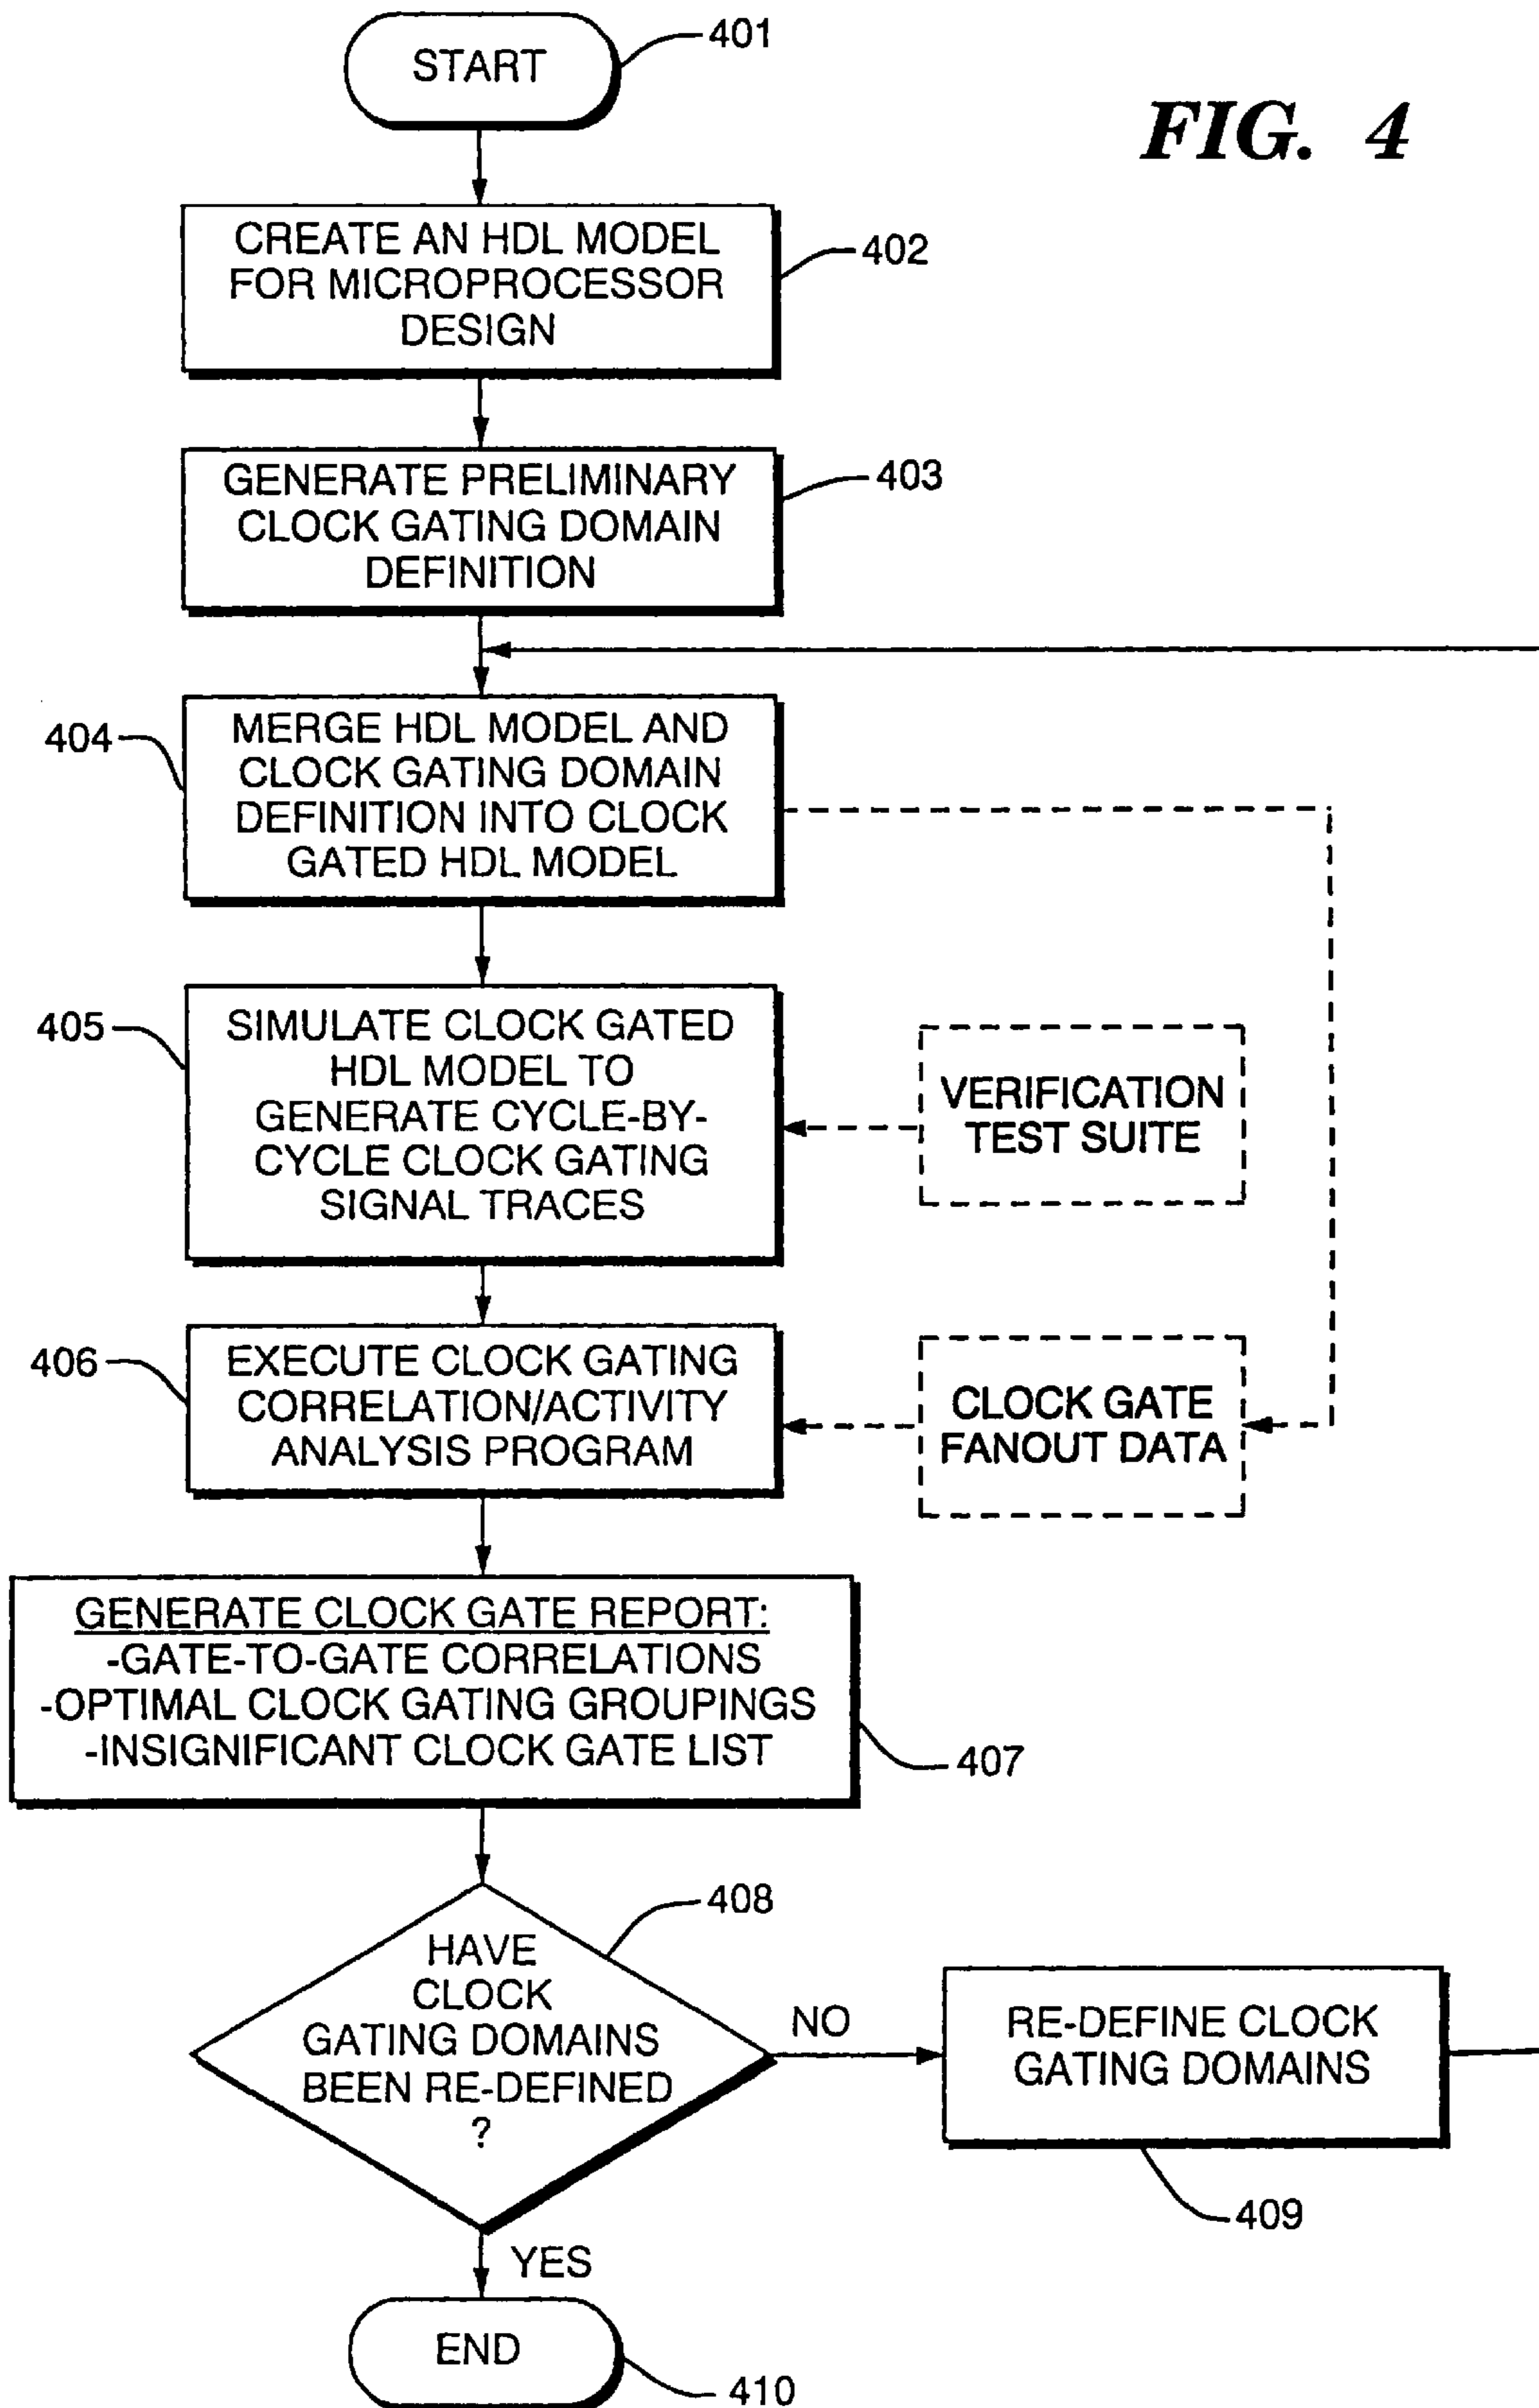 START
401
FIG. 4
CREATE AN HDL MODEL
FOR MICROPROCESSOR
DESIGN
402
GENERATE PRELIMINARY
CLOCK GATING DOMAIN
DEFINITION
403
404
MERGE HDL MODEL AND
CLOCK GATING DOMAIN
DEFINITION INTO CLOCK
GATED HDL MODEL
405
SIMULATE CLOCK GATED
HDL MODEL TO
GENERATE CYCLE-BY-
CYCLE CLOCK GATING
SIGNAL TRACES
VERIFICATION
TEST SUITE
406
EXECUTE CLOCK GATING
CORRELATION/ACTIVITY
ANALYSIS PROGRAM
CLOCK GATE
FANOUT DATA
GENERATE CLOCK GATE REPORT:
-GATE-TO-GATE CORRELATIONS
-OPTIMAL CLOCK GATING GROUPINGS
-INSIGNIFICANT CLOCK GATE LIST
407
408
HAVE
CLOCK
GATING DOMAINS
BEEN RE-DEFINED
?
NO
RE-DEFINE CLOCK
GATING DOMAINS
409
YES
END
410